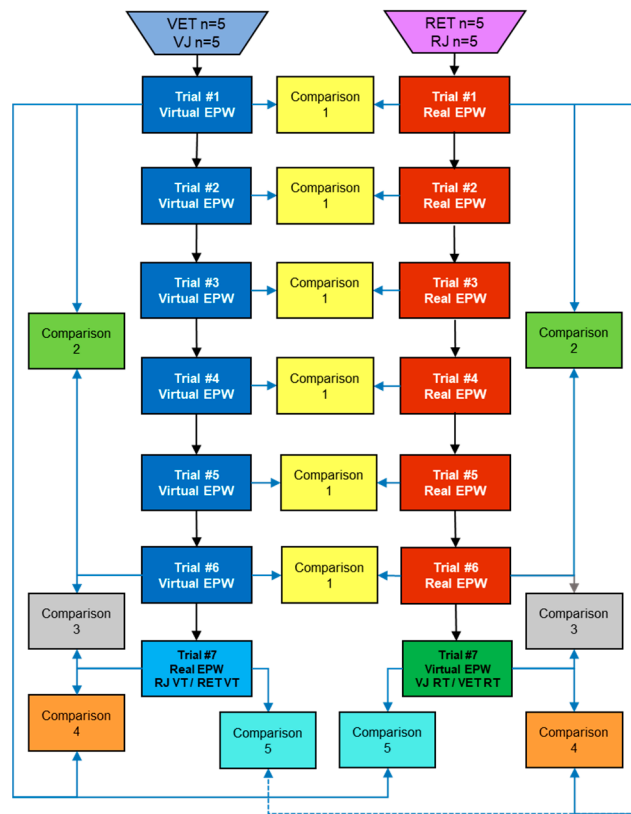 VET n=5
VJ n=5
RET n=5
RJ n=5
Trial #1
Virtual EPW
Comparison
1
Trial #1
Real EPW
Trial #2
Virtual EPW
Comparison
1
Trial #2
Real EPW
Trial #3
Virtual EPW
Comparison
1
Trial #3
Real EPW
Comparison
2
Comparison
2
Trial #4
Virtual EPW
Comparison
1
Trial #4
Real EPW
Trial #5
Virtual EPW
Comparison
1
Trial #5
Real EPW
Trial #6
Virtual EPW
Comparison
1
Trial #6
Real EPW
Comparison
3
Comparison
3
Trial #7
Real EPW
RJ VT / RET VT
Trial #7
Virtual EPW
VJ RT / VET RT
Comparison
4
Comparison
5
Comparison
5
Comparison
4